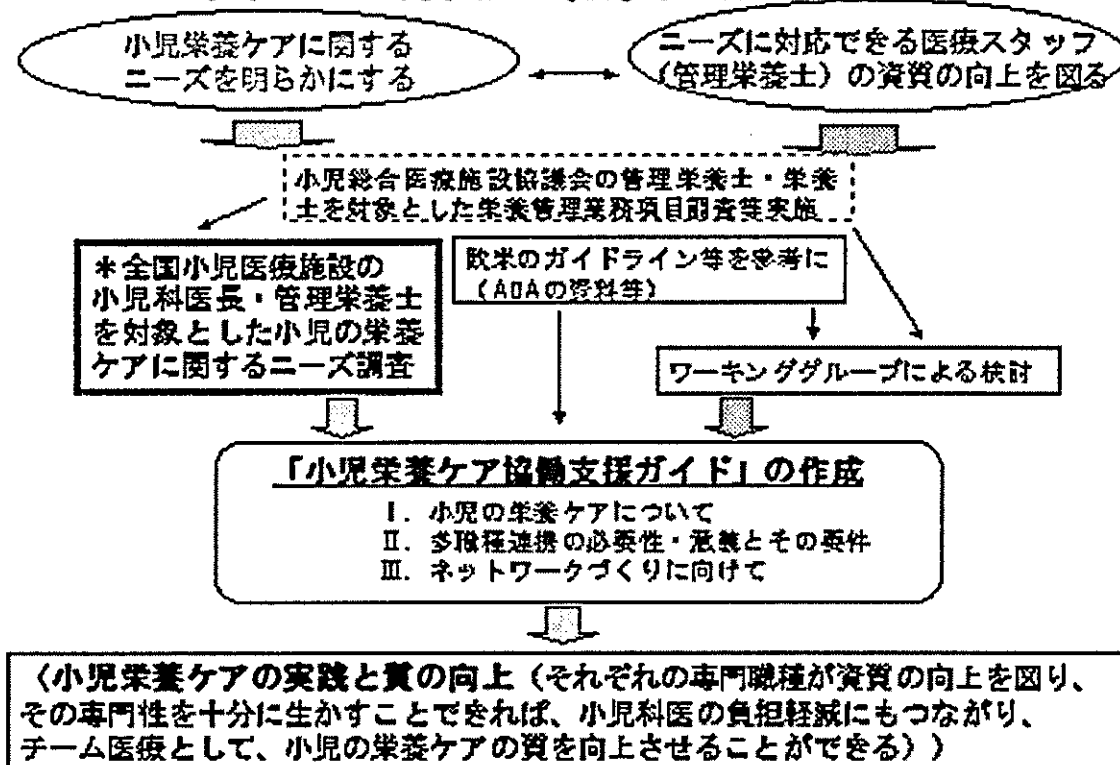 小児栄養ケアに関する
ニーズを明らかにする
ニーズに対応できる医療スタッフ
（管理栄養士）の資質の向上を図る
小児総合医療施設協議会の管理栄養士・栄養
士を対象とした栄養管理業務項目調査等実施
＊全国小児医療施設の
小児科医長・管理栄養士
を対象とした小児の栄養
ケアに関するニーズ調査
欧米のガイドライン等を参考に
（ADAの資料等）
ワーキンググループによる検討
「小児栄養ケア協働支援ガイド」の作成
Ⅰ. 小児の栄養ケアについて
Ⅱ. 多職種連携の必要性・意義とその要件
Ⅲ. ネットワークづくりに向けて
〈小児栄養ケアの実践と質の向上（それぞれの専門職種が資質の向上を図り、
その専門性を十分に生かすことできれば、小児科医の負担軽減にもつながり、
チーム医療として、小児の栄養ケアの質を向上させることができる）〉